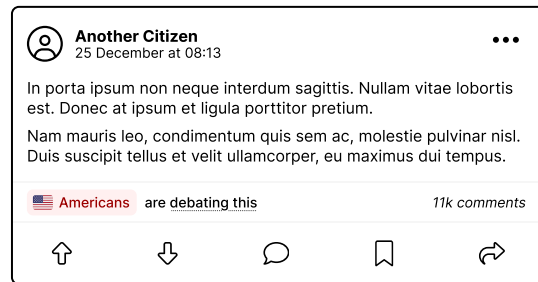 Another Citizen
25 December at 08:13
In porta ipsum non neque interdum sagittis. Nullam vitae lobortis
est. Donec at ipsum et ligula porttitor pretium.
Nam mauris leo, condimentum quis sem ac, molestie pulvinar nisl.
Duis suscipit tellus et velit ullamcorper, eu maximus dui tempus.
Americans are debating this 11k comments